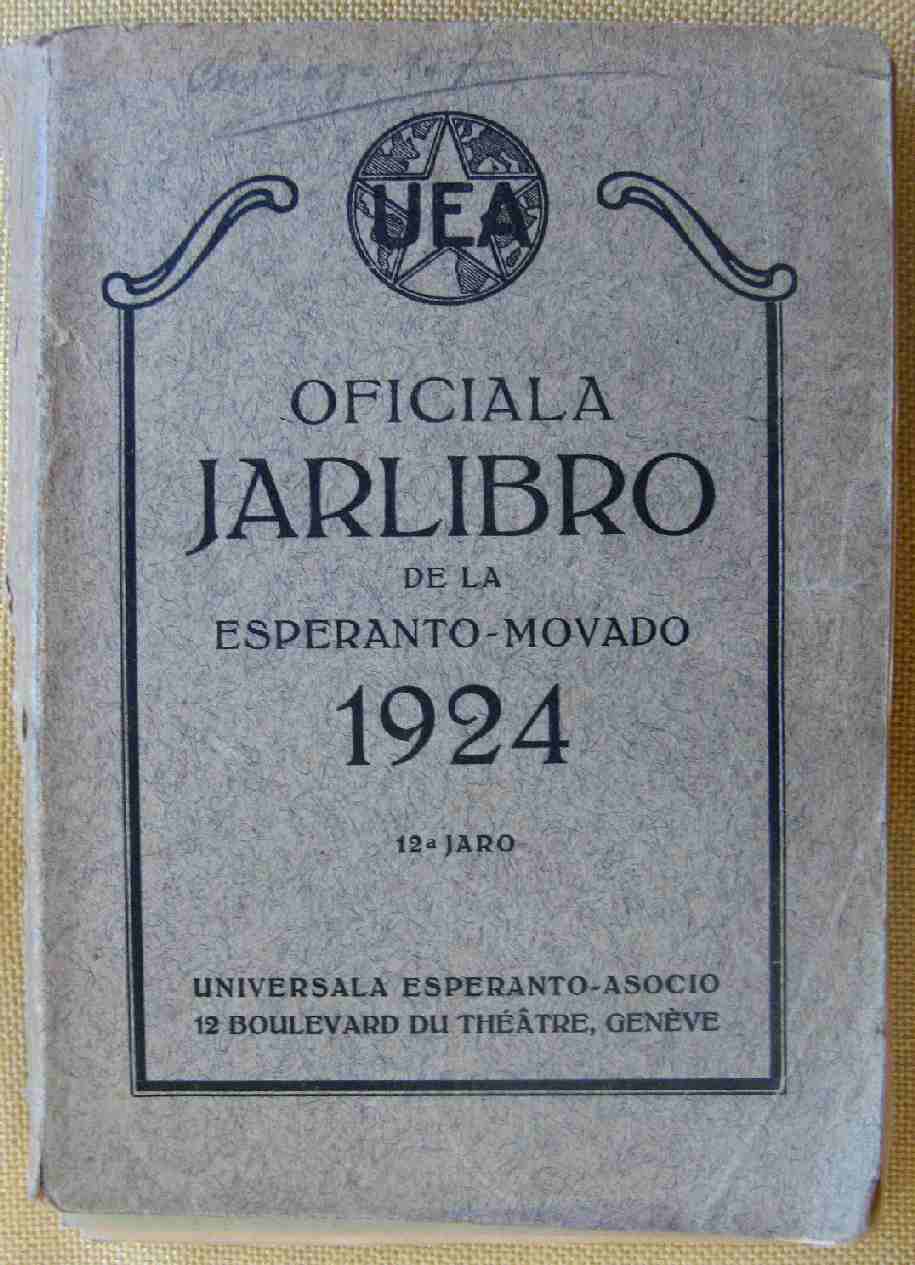 UEA
OFICIALA
JARLIBRO
DE LA
ESPERANTO-MOVADO
1924
12a JARO
UNIVERSALA ESPERANTO-ASOCIO
12 BOULEVARD DU THÉÂTRE, GENÈVE